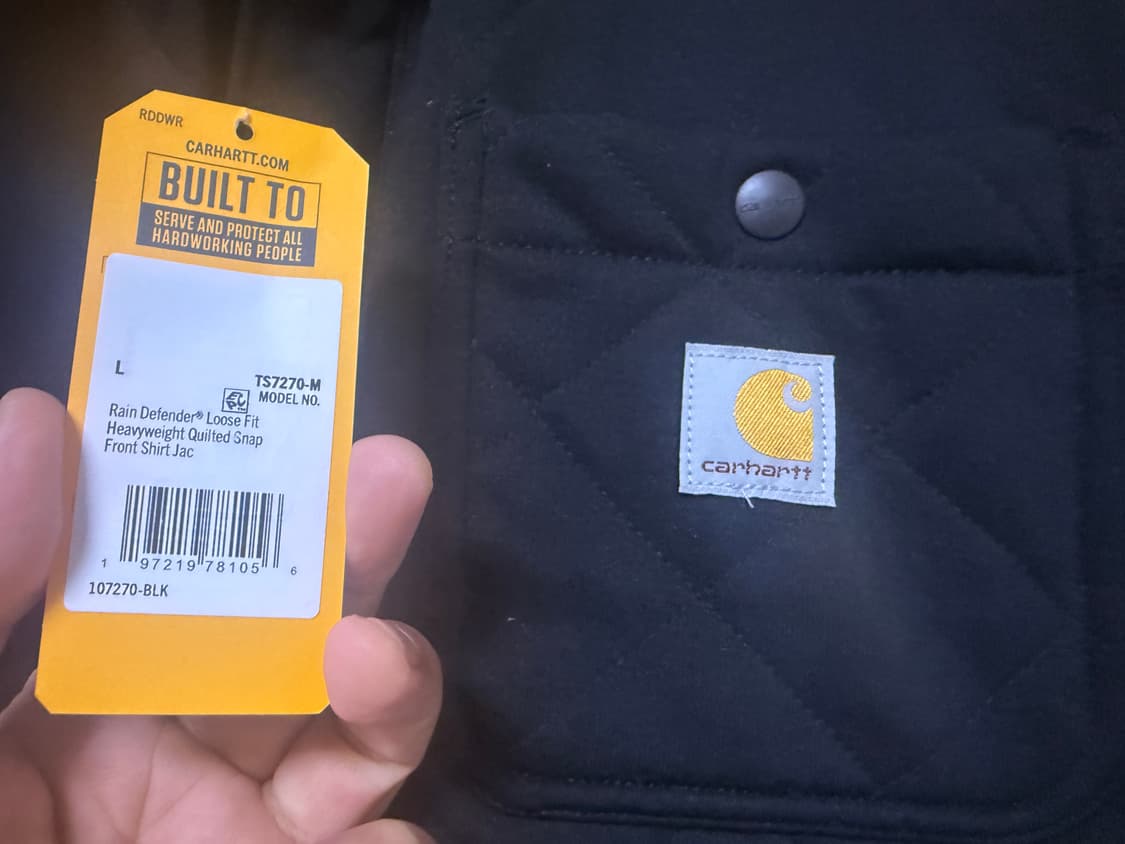 RDDWR
CARHARTT.COM
BUILT TO
SERVE AND PROTECT ALL
HARDWORKING PEOPLE
L
TS7270-M
MODEL NO.
Rain Defender® Loose Fit
Heavyweight Quilted Snap
Front Shirt Jac
1 97219 78105 6
107270-BLK
carhartt